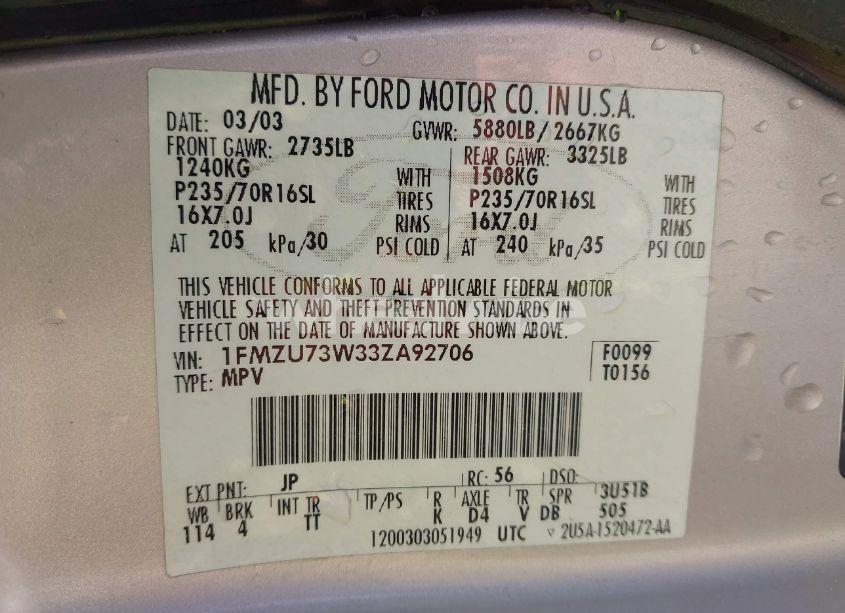 MFD. BY FORD MOTOR CO. IN U.S.A.
DATE: 03/03 GVWR: 5880LB/2667KG
FRONT GAWR: 2735LB REAR GAWR: 3325LB
1240KG WITH 1508KG WITH
P235/70R16SL TIRES P235/70R16SL TIRES
16X7.0J RIMS 16X7.0J RIMS
AT 205 kPa/30 PSI COLD AT 240 kPa/35 PSI COLD
THIS VEHICLE CONFORMS TO ALL APPLICABLE FEDERAL MOTOR
VEHICLE SAFETY AND THEFT PREVENTION STANDARDS IN
EFFECT ON THE DATE OF MANUFACTURE SHOWN ABOVE.
VIN: 1FMZU73W33ZA92706 F0099
TYPE: MPV T0156
EXT PNT: JP RC: 56 DSO:
WB BRK INT TR TP/PS R AXLE TR SPR 3U51B
114 4 TT K D4 V DB 505
1200303051949 UTC 2U5A-1520472-AA